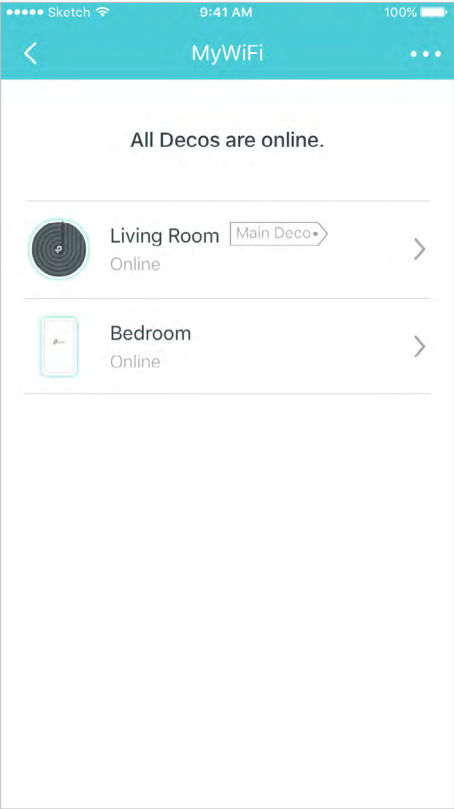 Sketch 9:41 AM 100%
MyWiFi
All Decos are online.
Living Room Main Deco
Online
Bedroom
Online